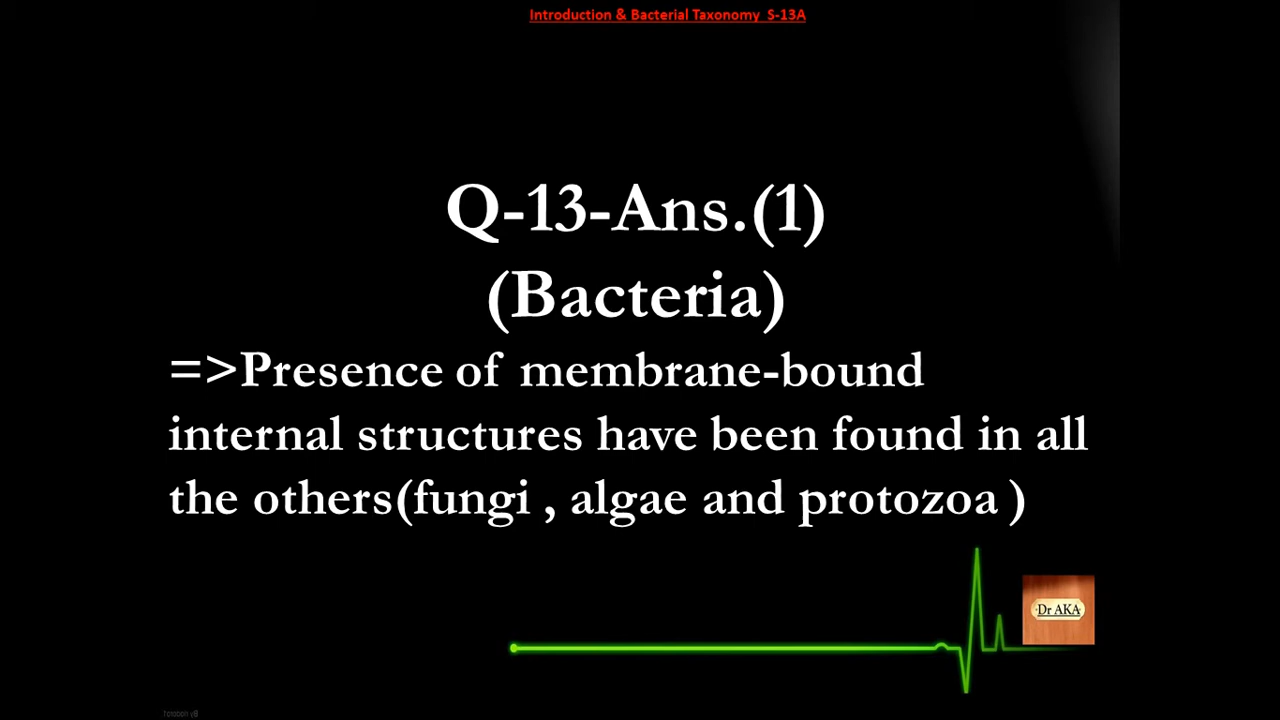 Introduction & Bacterial Taxonomy S-13A
Q-13-Ans.(1)
(Bacteria)
=>Presence of membrane-bound
internal structures have been found in all
the others(fungi , algae and protozoa )
Dr AKA